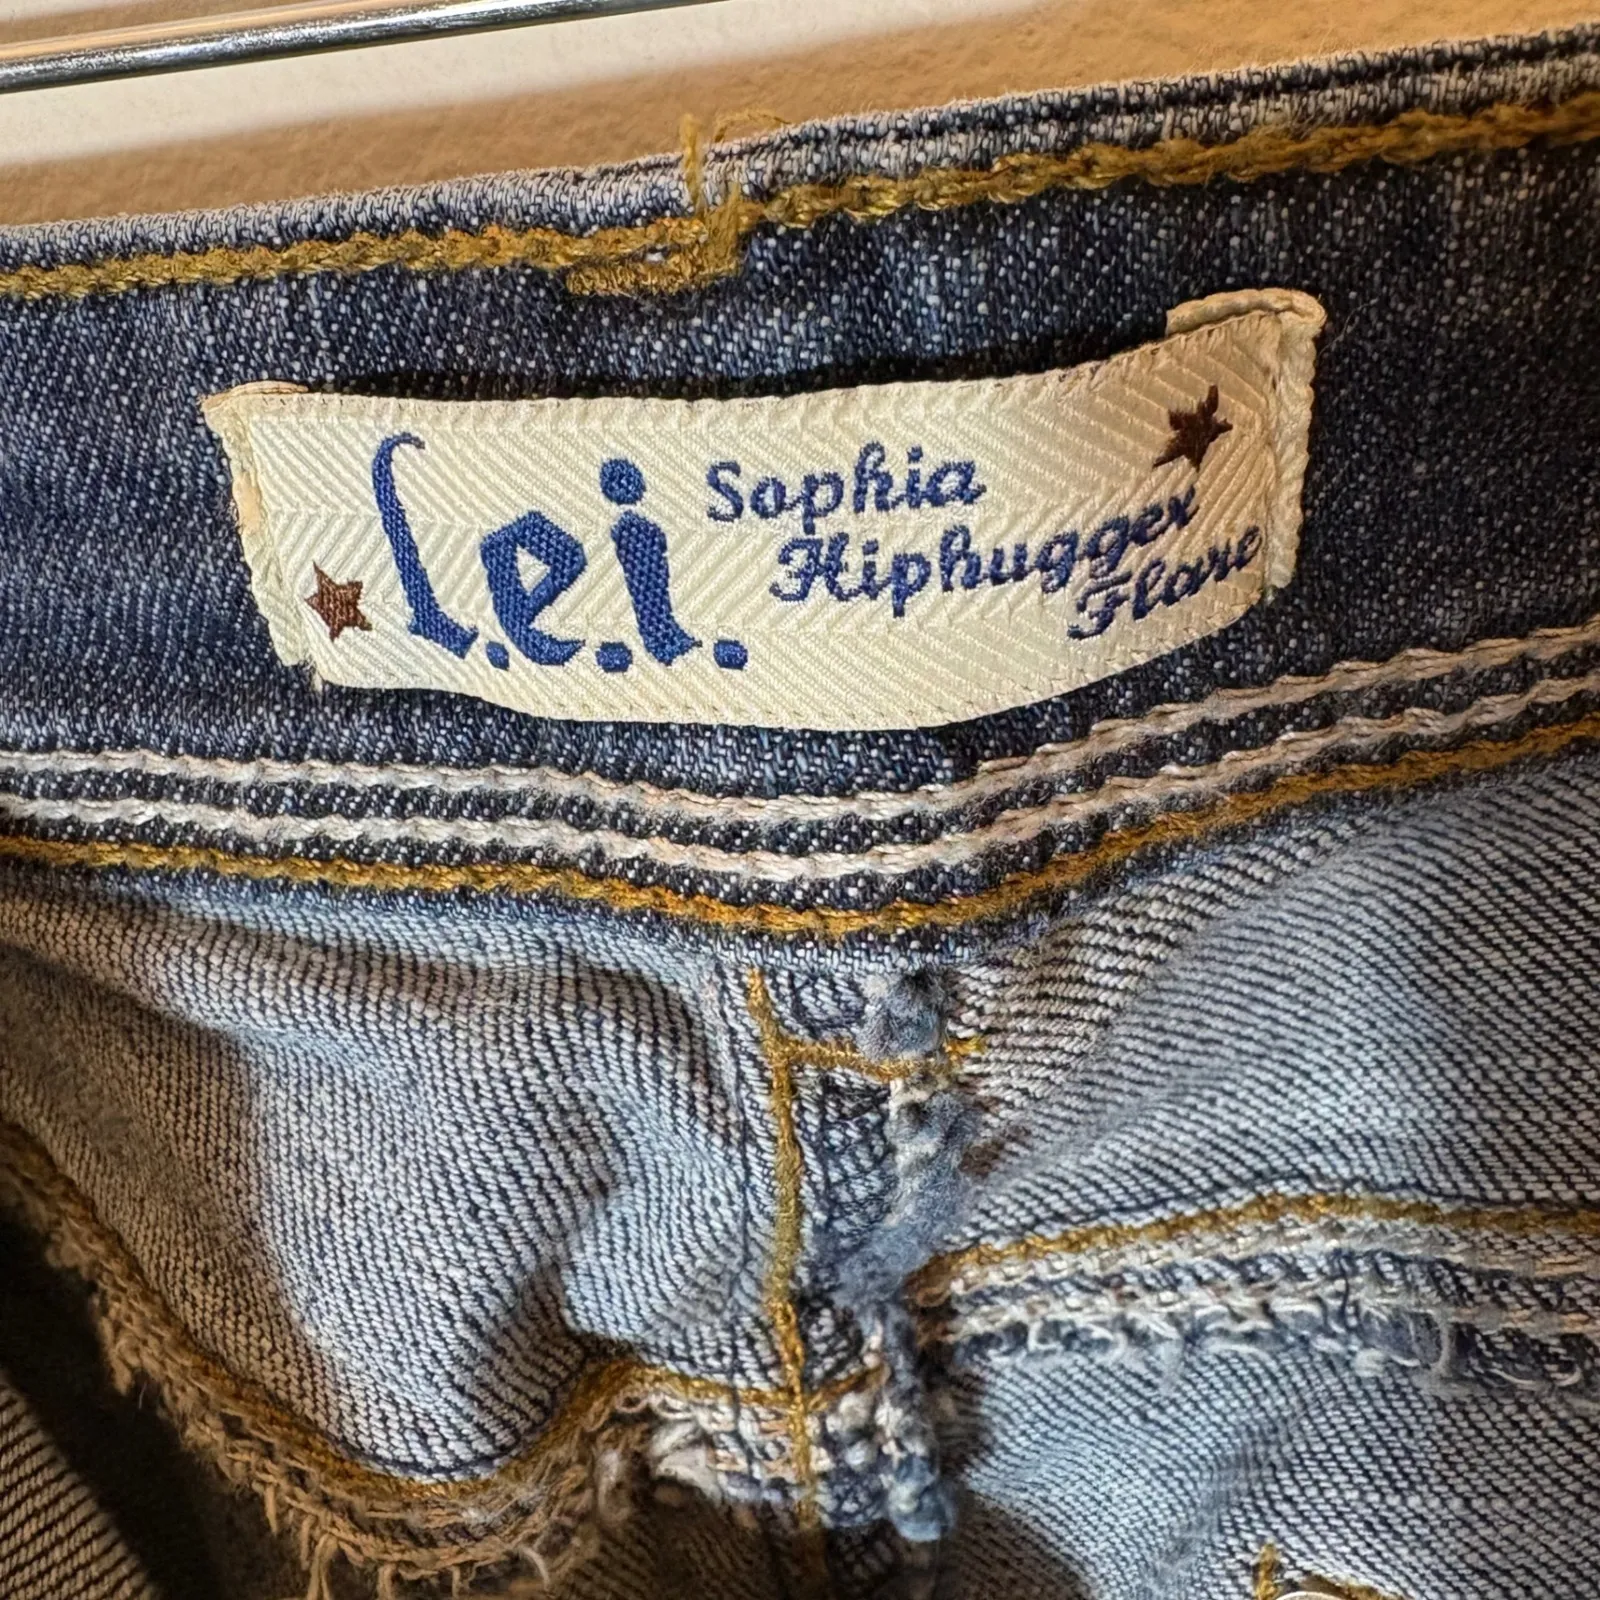 l.e.i.
Sophia
Hiphugger
Flare